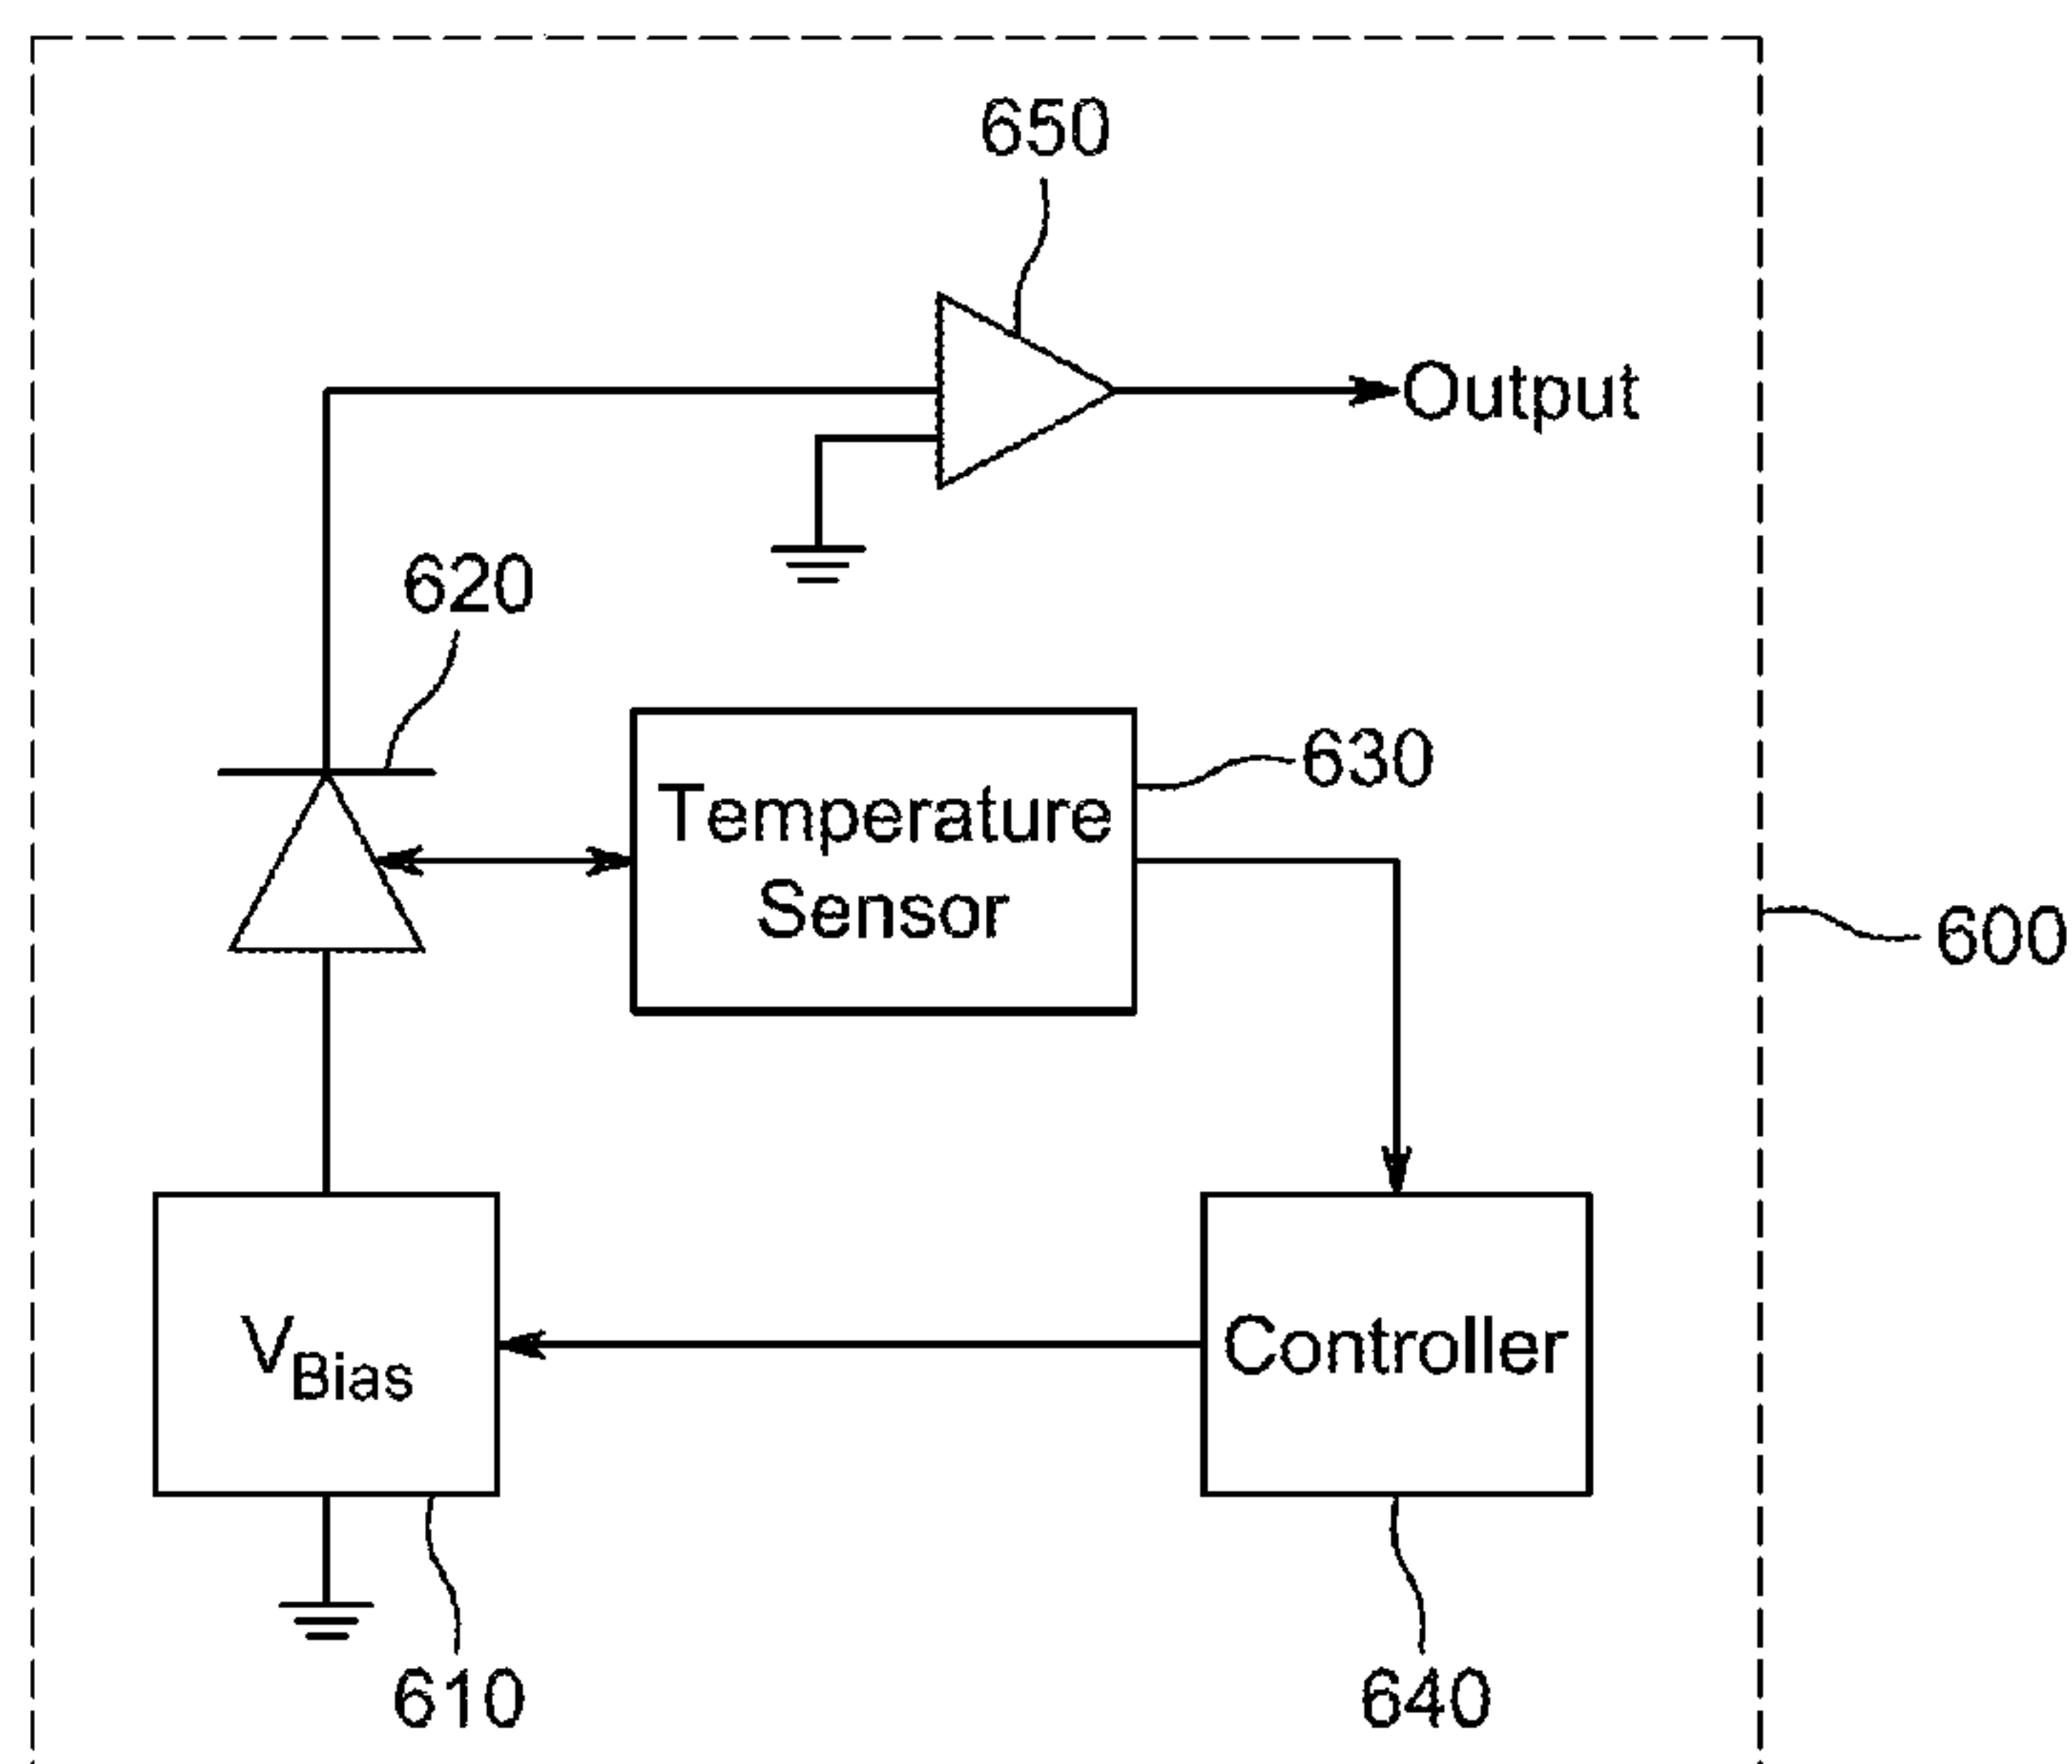 650
Output
620
Temperature
Sensor
630
600
VBias
Controller
610
640